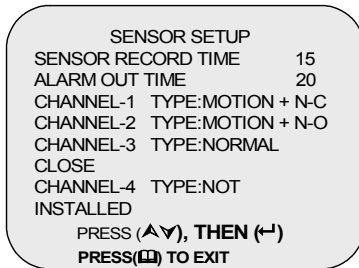 SENSOR SETUP
SENSOR RECORD TIME 15
ALARM OUT TIME 20
CHANNEL-1 TYPE:MOTION + N-C
CHANNEL-2 TYPE:MOTION + N-O
CHANNEL-3 TYPE:NORMAL
CLOSE
CHANNEL-4 TYPE:NOT
INSTALLED
PRESS (⮝⮟), THEN (↵)
PRESS(🕮) TO EXIT